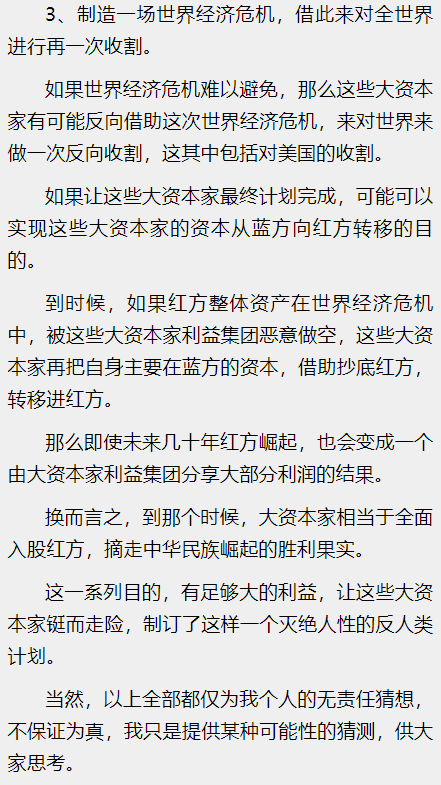 3、制造一场世界经济危机，借此来对全世界
进行再一次收割。
如果世界经济危机难以避免，那么这些大资本
家有可能反向借助这次世界经济危机，来对世界来
做一次反向收割，这其中包括对美国的收割。
如果让这些大资本家最终计划完成，可能可以
实现这些大资本家的资本从蓝方向红方转移的目
的。
到时候，如果红方整体资产在世界经济危机
中，被这些大资本家利益集团恶意做空，这些大资
本家再把自身主要在蓝方的资本，借助抄底红方，
转移进红方。
那么即使未来几十年红方崛起，也会变成一个
由大资本家利益集团分享大部分利润的结果。
换而言之，到那个时候，大资本家相当于全面
入股红方，摘走中华民族崛起的胜利果实。
这一系列目的，有足够大的利益，让这些大资
本家铤而走险，制订了这样一个灭绝人性的反人类
计划。
当然，以上全部都仅为我个人的无责任猜想，
不保证为真，我只是提供某种可能性的猜测，供大
家思考。